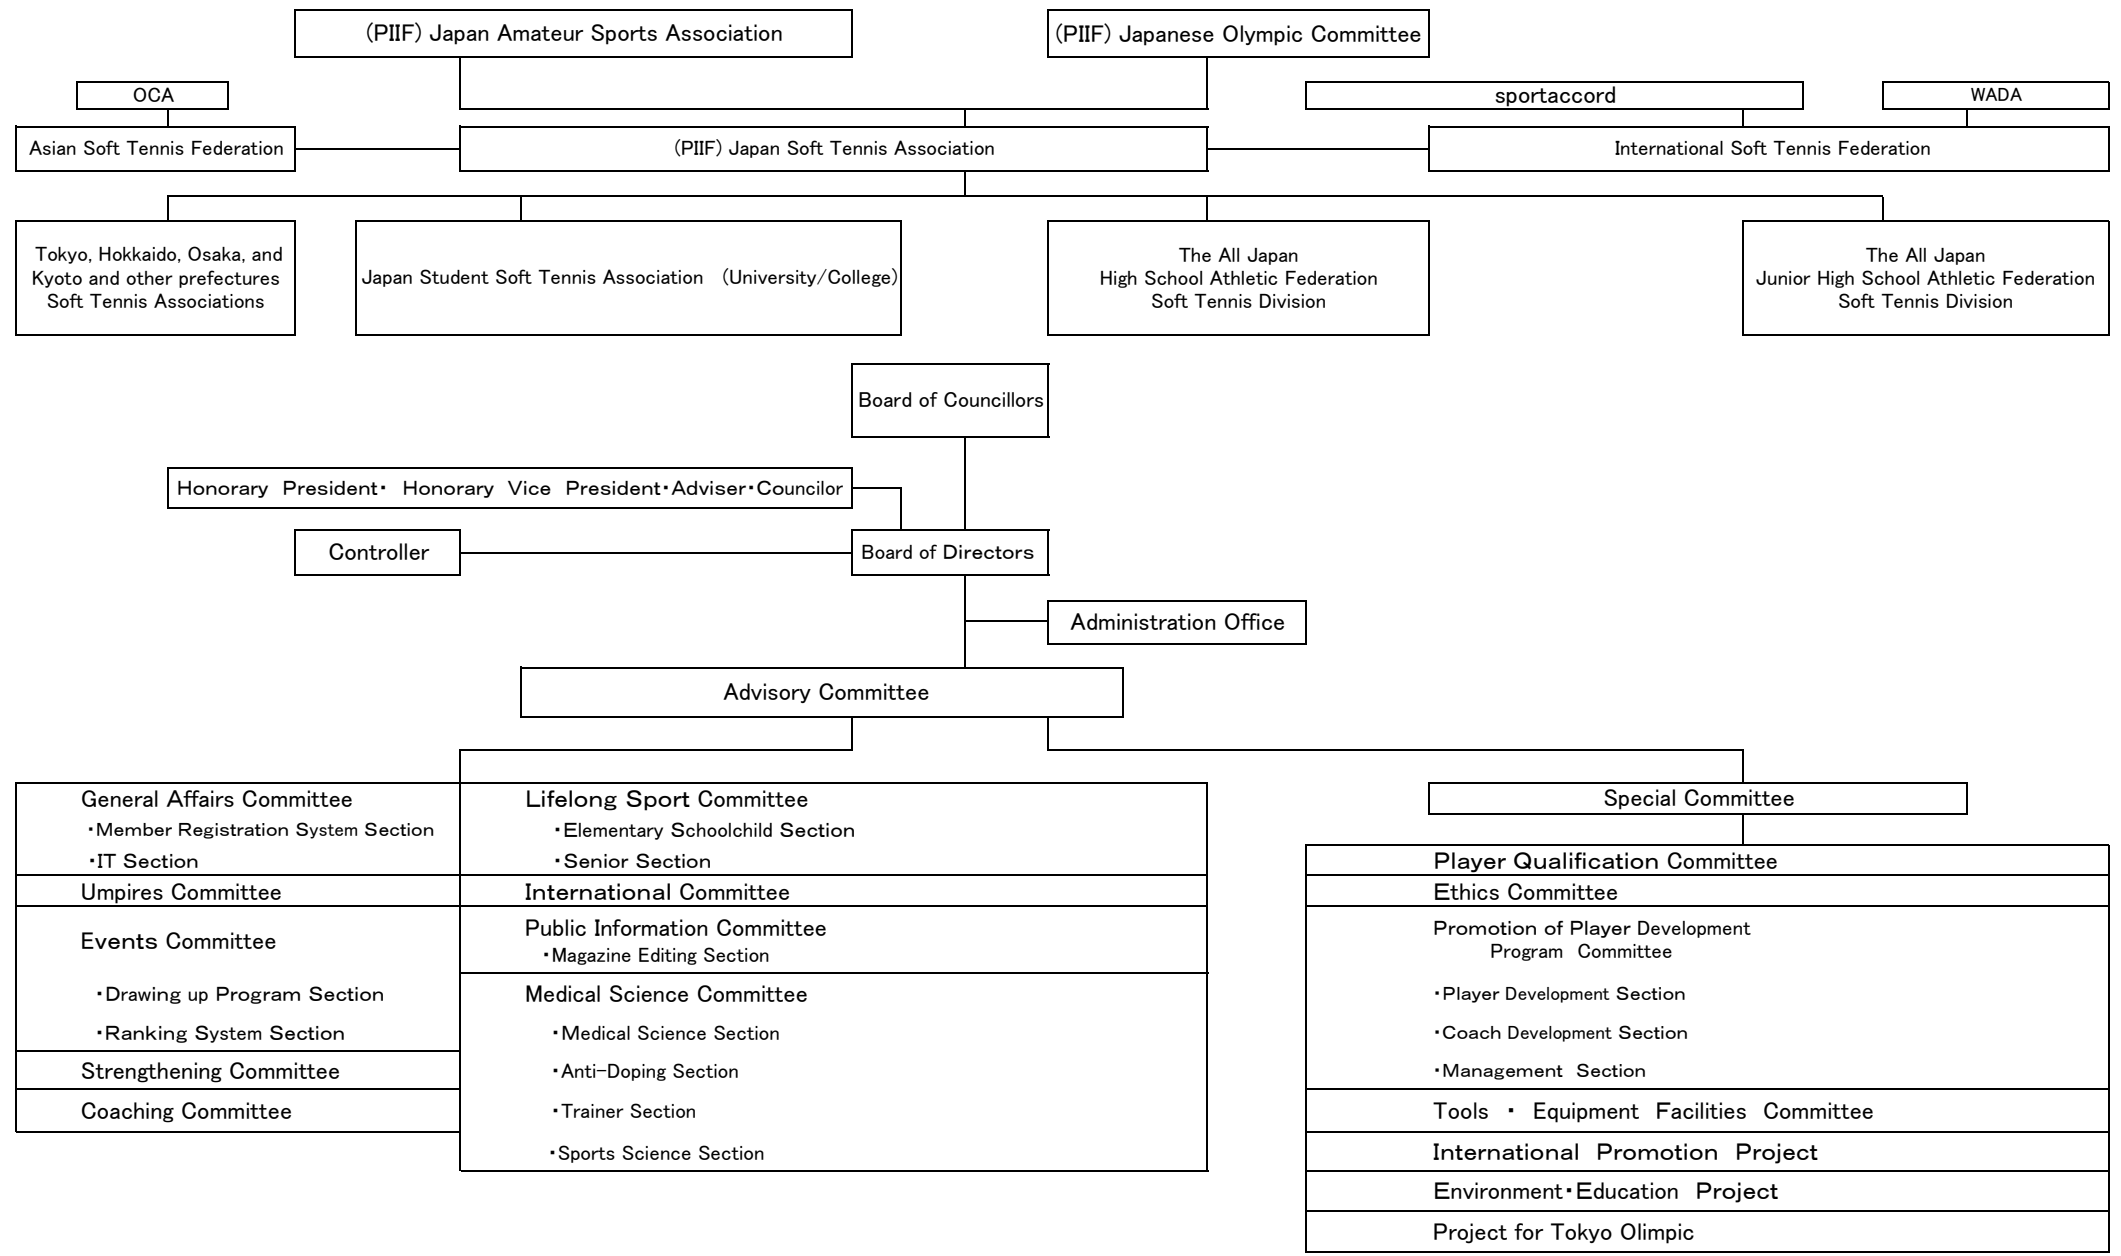 (PIIF) Japan Amateur Sports Association
(PIIF) Japanese Olympic Committee
OCA
sportaccord
WADA
Asian Soft Tennis Federation
(PIIF) Japan Soft Tennis Association
International Soft Tennis Federation
Tokyo, Hokkaido, Osaka, and
Kyoto and other prefectures
Soft Tennis Associations
Japan Student Soft Tennis Association (University/College)
The All Japan
High School Athletic Federation
Soft Tennis Division
The All Japan
Junior High School Athletic Federation
Soft Tennis Division
Board of Councillors
Honorary President・ Honorary Vice President・Adviser・Councilor
Controller
Board of Directors
Administration Office
Advisory Committee
General Affairs Committee
・Member Registration System Section
・IT Section
Umpires Committee
Events Committee
・Drawing up Program Section
・Ranking System Section
Strengthening Committee
Coaching Committee
Lifelong Sport Committee
・Elementary Schoolchild Section
・Senior Section
International Committee
Public Information Committee
・Magazine Editing Section
Medical Science Committee
・Medical Science Section
・Anti-Doping Section
・Trainer Section
・Sports Science Section
Special Committee
Player Qualification Committee
Ethics Committee
Promotion of Player Development
Program Committee
・Player Development Section
・Coach Development Section
・Management Section
Tools ・ Equipment Facilities Committee
International Promotion Project
Environment・Education Project
Project for Tokyo Olimpic